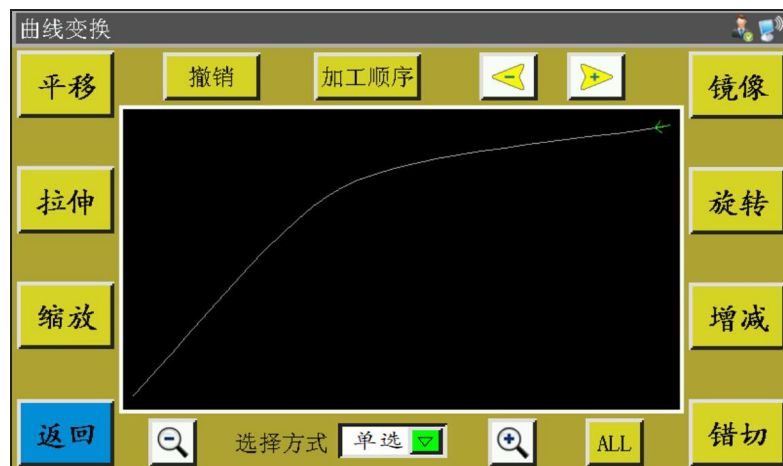 曲线变换
平移 撤销 加工顺序 - + 镜像
拉伸 旋转
缩放 增减
返回 选择方式 单选 ALL 错切